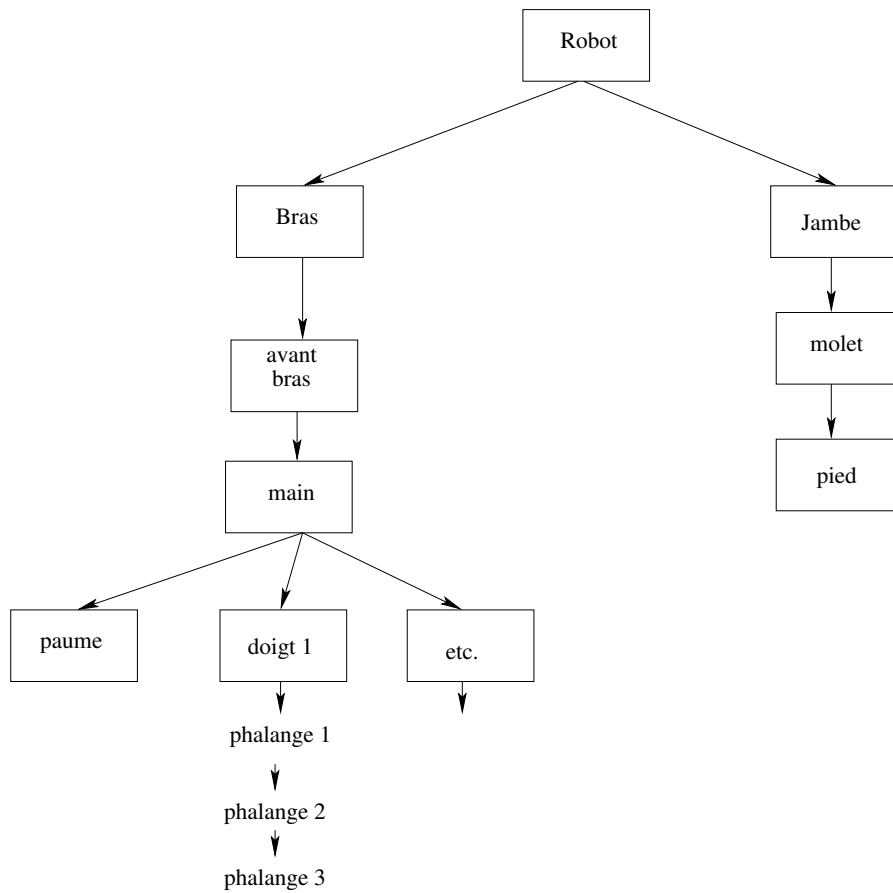 Robot
Bras
Jambe
avant
bras
molet
main
pied
paume
doigt 1
etc.
phalange 1
phalange 2
phalange 3